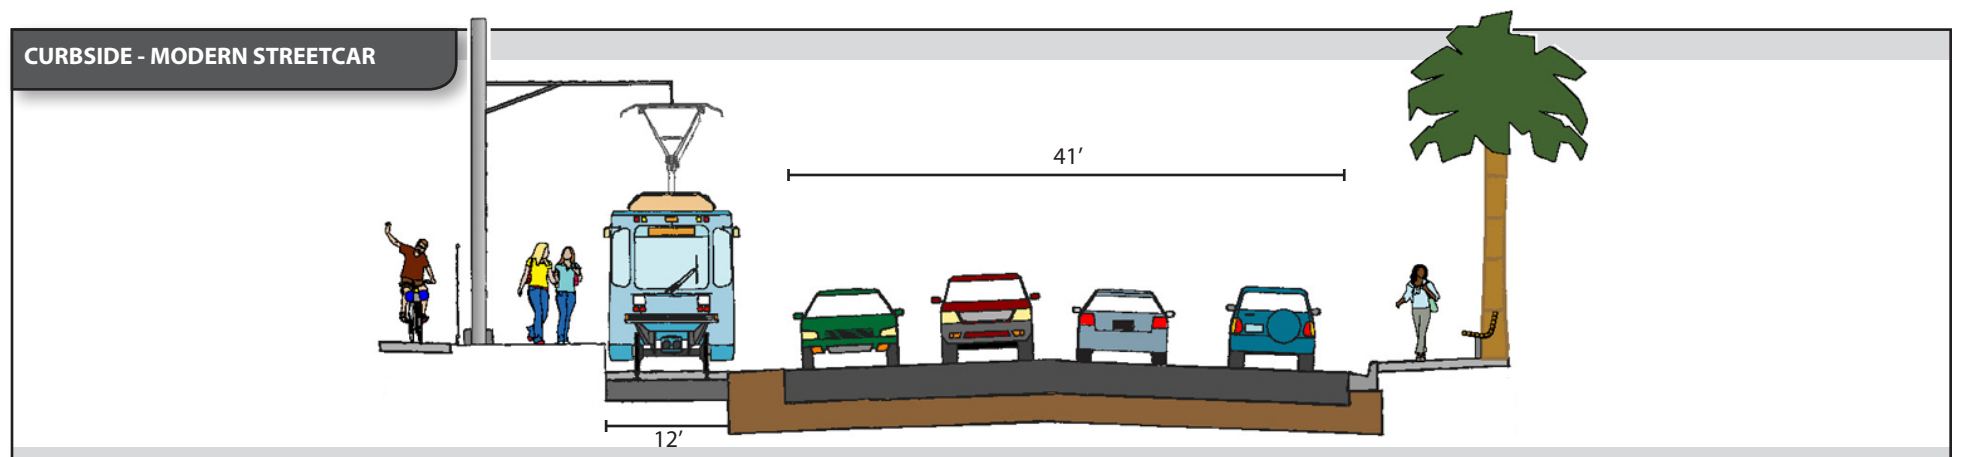 CURBSIDE - MODERN STREETCAR
41’
12’